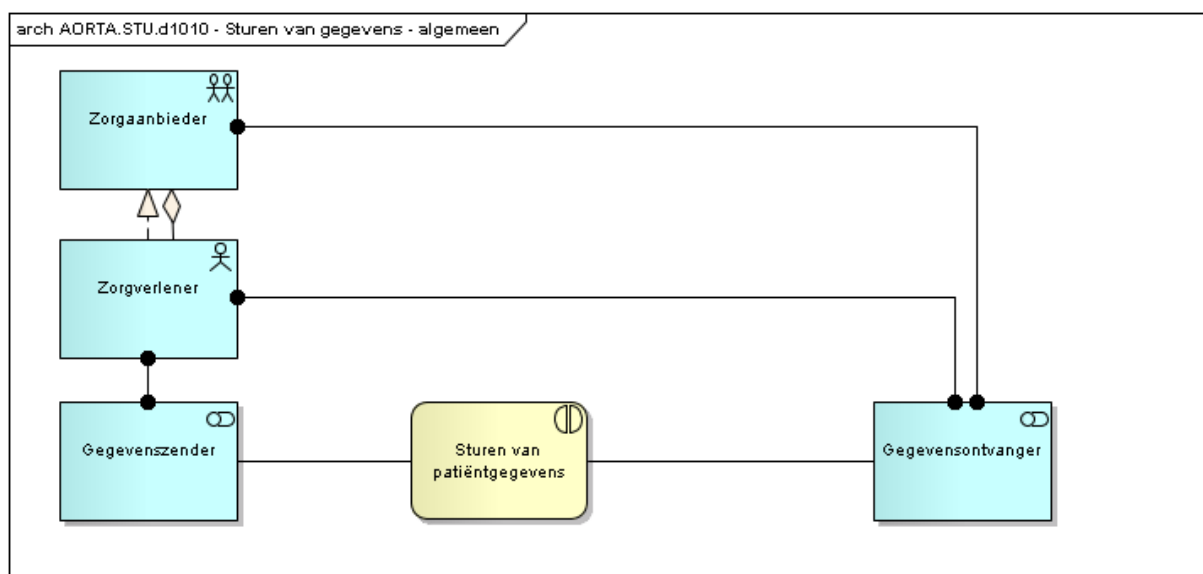 arch AORTA.STU.d1010 - Sturen van gegevens - algemeen
Zorgaanbieder
Zorgverlener
Gegevenszender
Sturen van
patiëntgegevens
Gegevensontvanger